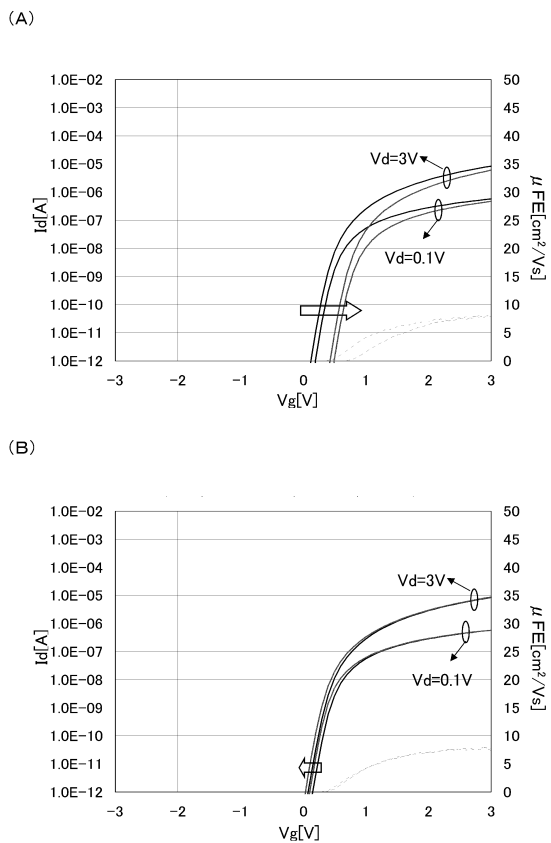 (A)
1.0E-02
1.0E-03
1.0E-04
1.0E-05
1.0E-06
1.0E-07
1.0E-08
1.0E-09
1.0E-10
1.0E-11
1.0E-12
Id[A]
50
45
40
35
30
25
20
15
10
5
0
μFE[cm²/Vs]
Vd=3V
Vd=0.1V
-3
-2
-1
0
1
2
3
Vg[V]
(B)
1.0E-02
1.0E-03
1.0E-04
1.0E-05
1.0E-06
1.0E-07
1.0E-08
1.0E-09
1.0E-10
1.0E-11
1.0E-12
Id[A]
50
45
40
35
30
25
20
15
10
5
0
μFE[cm²/Vs]
Vd=3V
Vd=0.1V
-3
-2
-1
0
1
2
3
Vg[V]